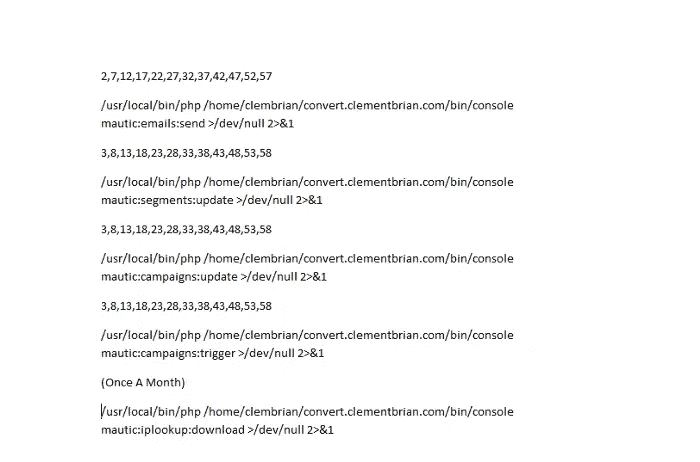 2,7,12,17,22,27,32,37,42,47,52,57
/usr/local/bin/php /home/clembrian/convert.clementbrian.com/bin/console
mautic:emails:send >/dev/null 2>&1
3,8,13,18,23,28,33,38,43,48,53,58
/usr/local/bin/php /home/clembrian/convert.clementbrian.com/bin/console
mautic:segments:update >/dev/null 2>&1
3,8,13,18,23,28,33,38,43,48,53,58
/usr/local/bin/php /home/clembrian/convert.clementbrian.com/bin/console
mautic:campaigns:update >/dev/null 2>&1
3,8,13,18,23,28,33,38,43,48,53,58
/usr/local/bin/php /home/clembrian/convert.clementbrian.com/bin/console
mautic:campaigns:trigger >/dev/null 2>&1
(Once A Month)
/usr/local/bin/php /home/clembrian/convert.clementbrian.com/bin/console
mautic:iplookup:download >/dev/null 2>&1